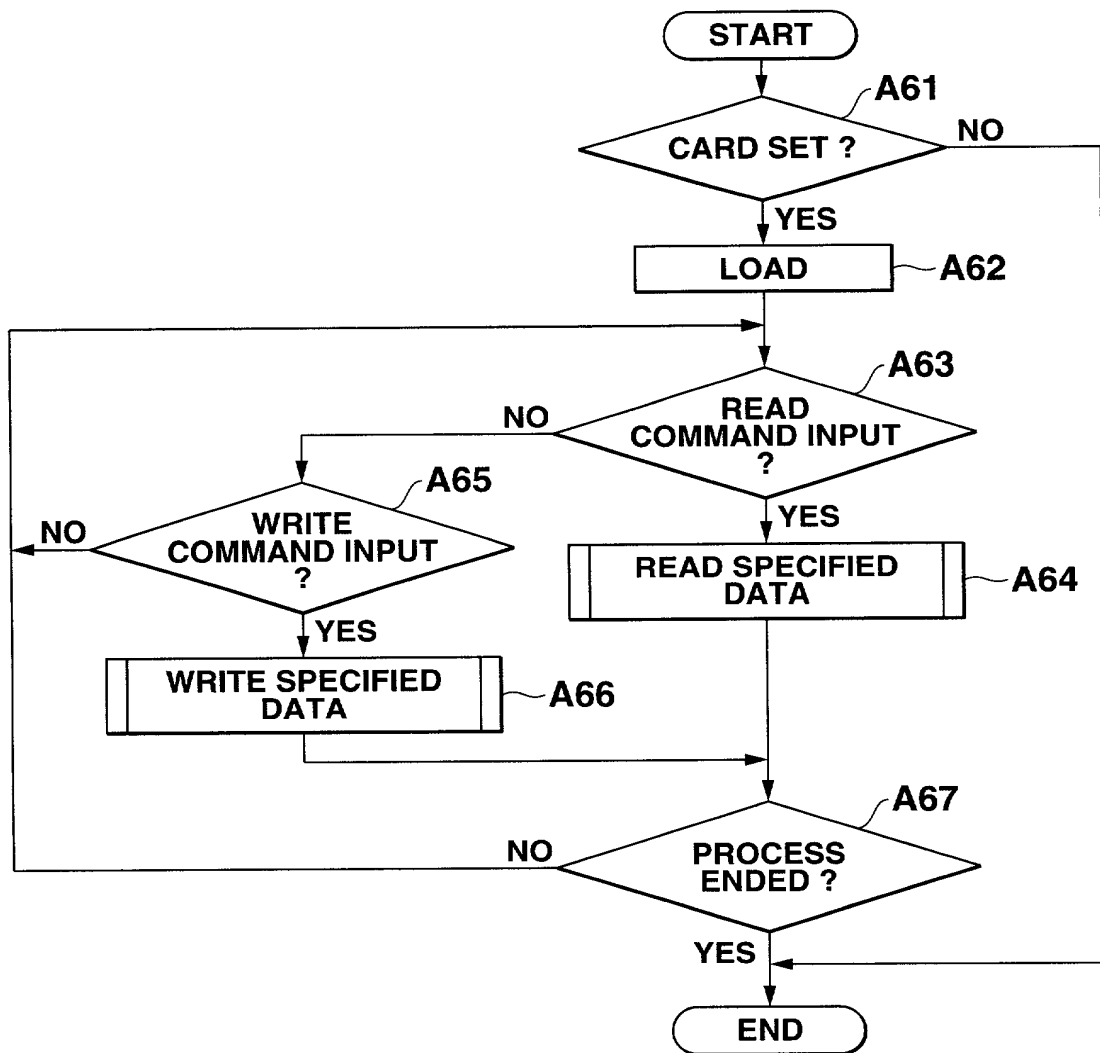 START
A61
CARD SET ?
NO
YES
LOAD
A62
A63
NO
READ
COMMAND INPUT
?
YES
A65
NO
WRITE
COMMAND INPUT
?
YES
READ SPECIFIED
DATA
A64
WRITE SPECIFIED
DATA
A66
A67
NO
PROCESS
ENDED ?
YES
END